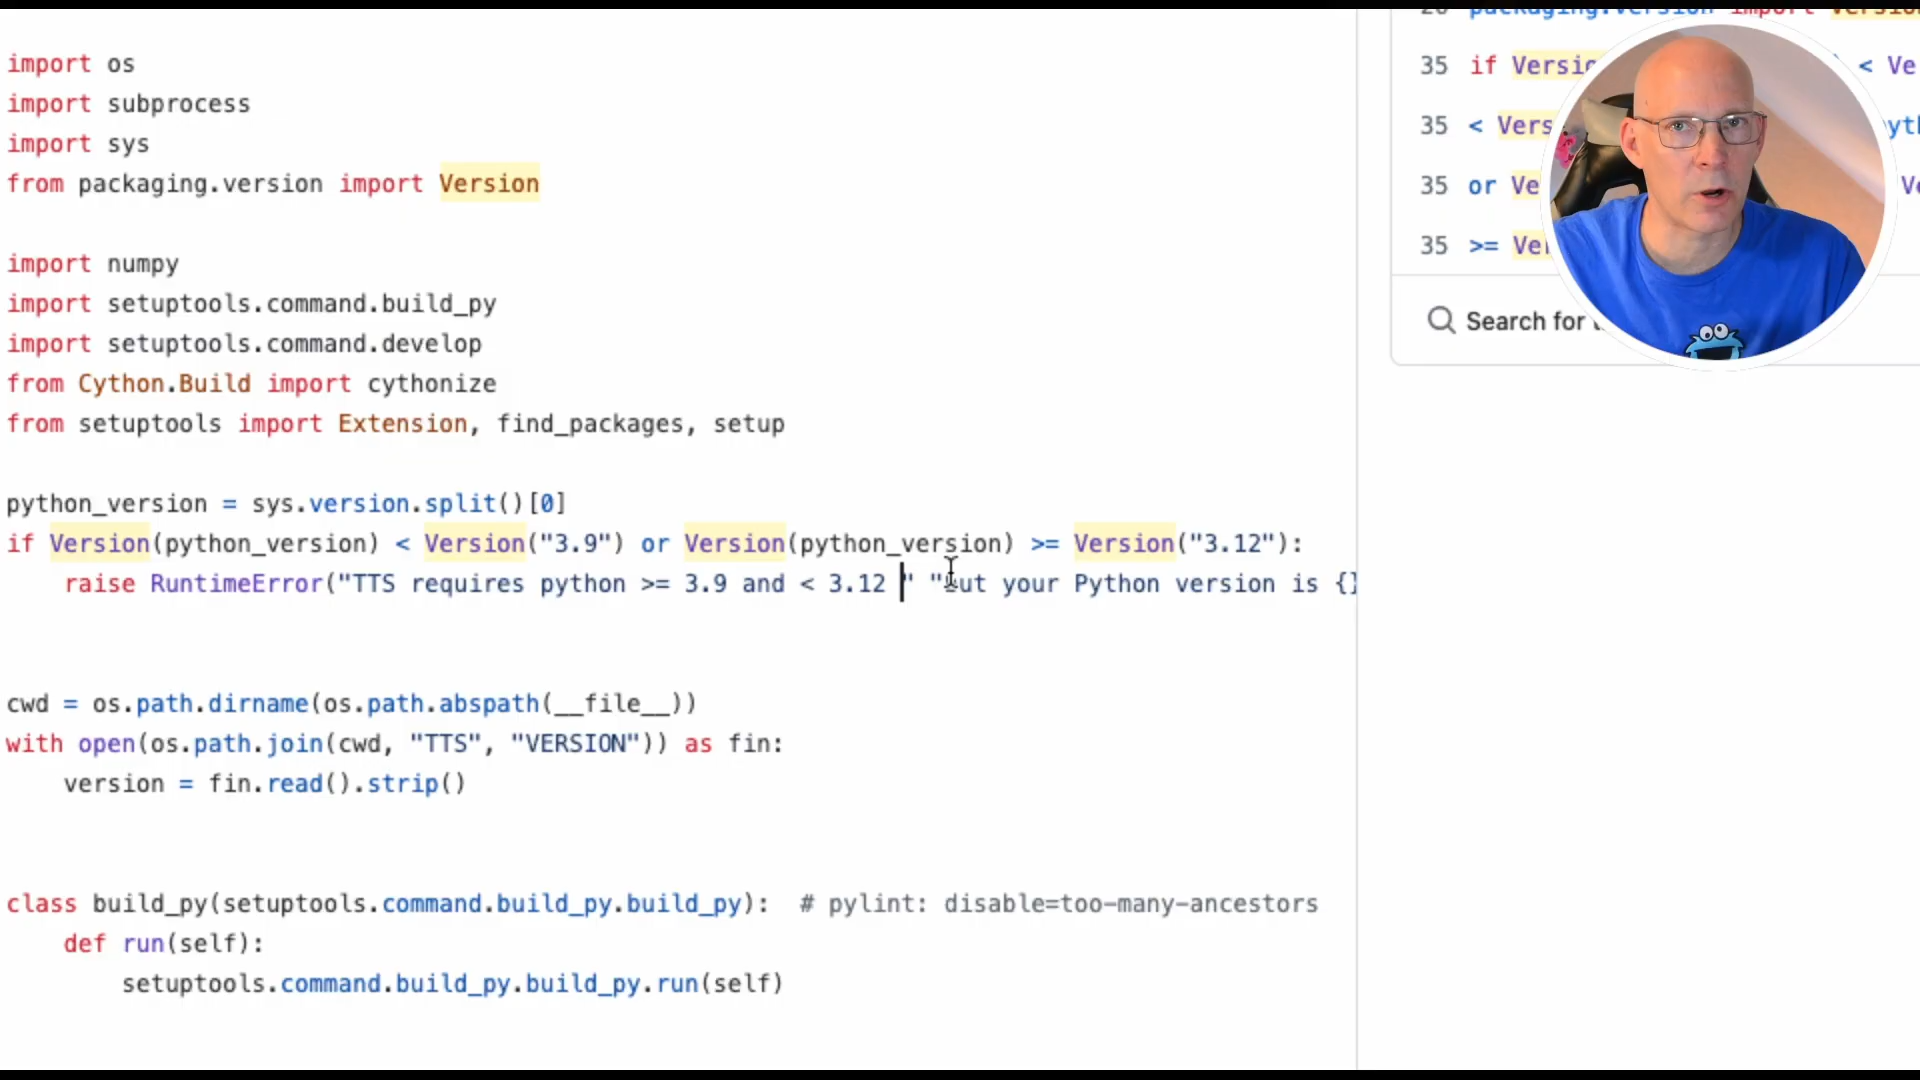 import os
import subprocess
import sys
from packaging.version import Version
import numpy
import setuptools.command.build_py
import setuptools.command.develop
from Cython.Build import cythonize
from setuptools import Extension, find_packages, setup
python_version = sys.version.split()[0]
if Version(python_version) < Version("3.9") or Version(python_version) >= Version("3.12"):
raise RuntimeError("TTS requires python >= 3.9 and < 3.12 " "but your Python version is {}
cwd = os.path.dirname(os.path.abspath(__file__))
with open(os.path.join(cwd, "TTS", "VERSION")) as fin:
version = fin.read().strip()
class build_py(setuptools.command.build_py.build_py):  # pylint: disable=too-many-ancestors
def run(self):
setuptools.command.build_py.build_py.run(self)
35 if < Ve
35 <
35 or
35 >=
Search for